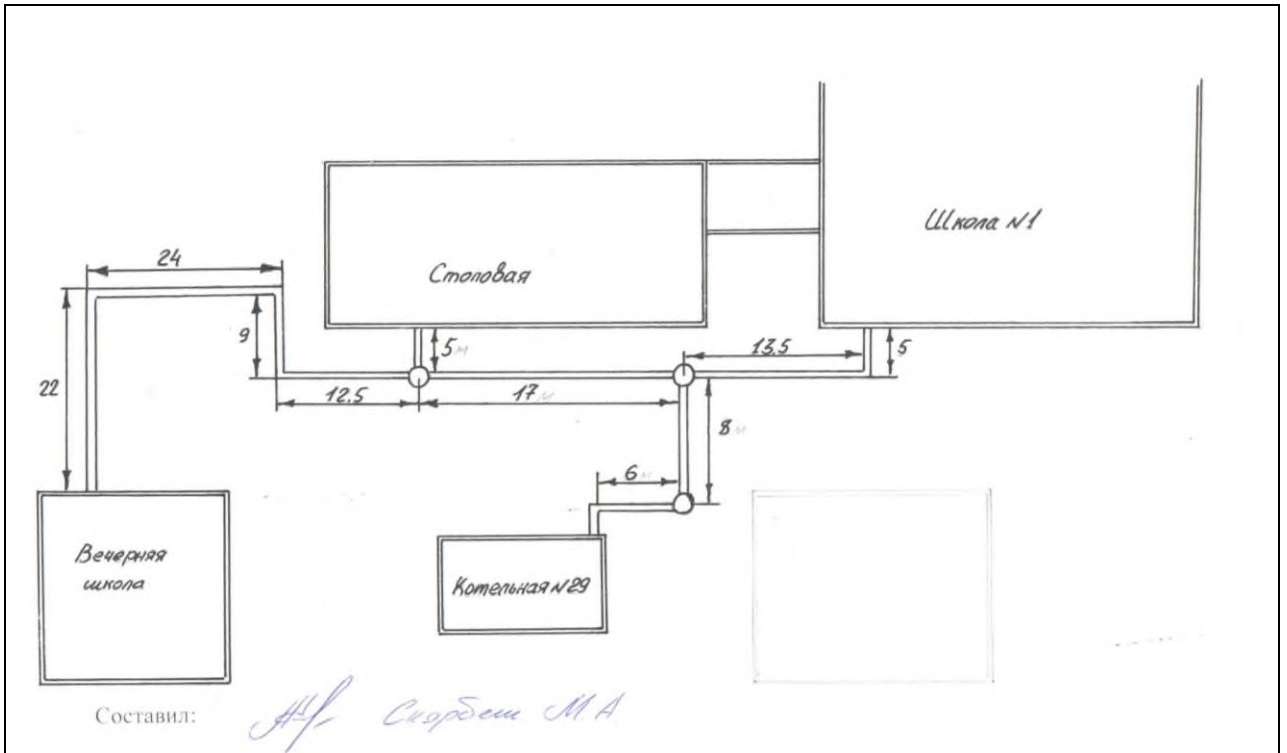 Школа №1
24
Столовая
9
5м
13.5
5
22
12.5
17м
8м
6м
Вечерняя
школа
Котельная №29
Составил:
М.А